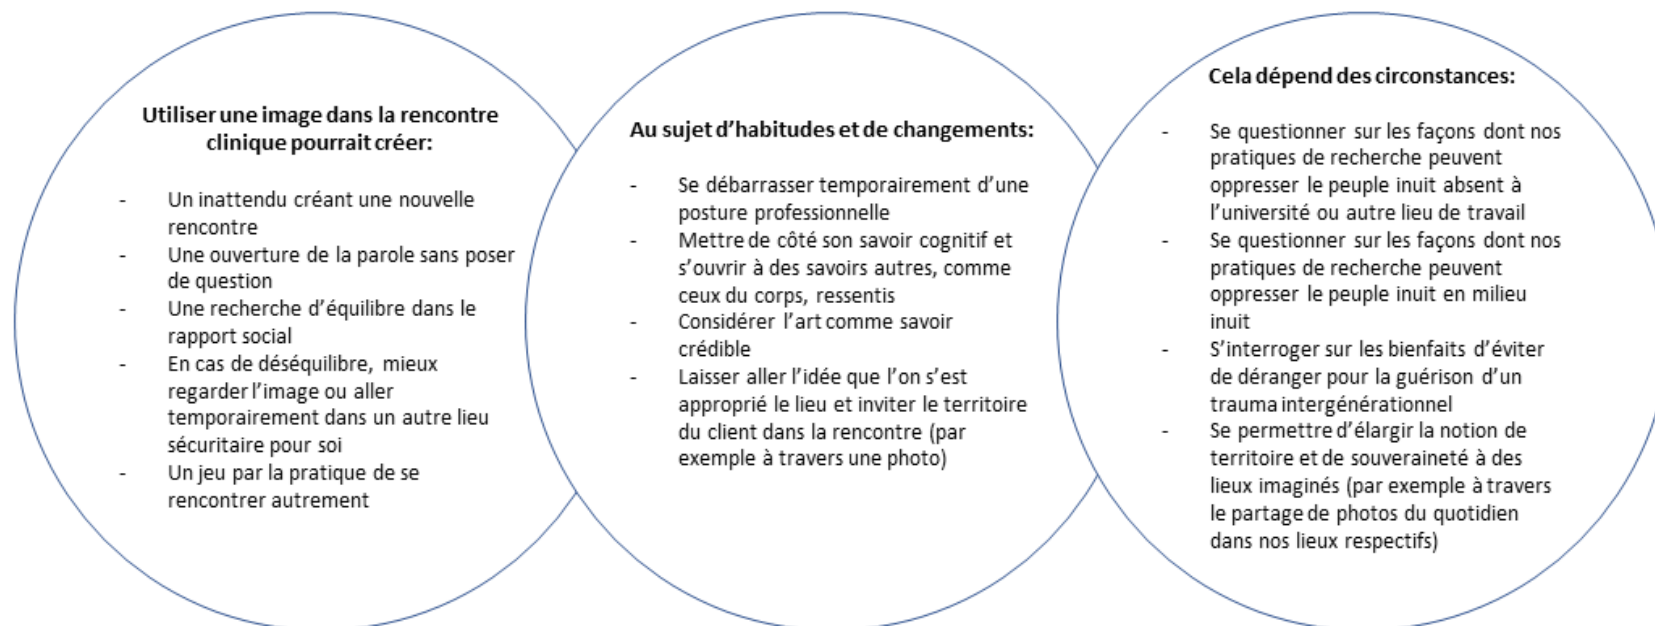 Utiliser une image dans la rencontre
clinique pourrait créer:
- Un inattendu créant une nouvelle
rencontre
- Une ouverture de la parole sans poser
de question
- Une recherche d’équilibre dans le
rapport social
- En cas de déséquilibre, mieux
regarder l’image ou aller
temporairement dans un autre lieu
sécuritaire pour soi
- Un jeu par la pratique de se
rencontrer autrement
Au sujet d’habitudes et de changements:
- Se débarrasser temporairement d’une
posture professionnelle
- Mettre de côté son savoir cognitif et
s’ouvrir à des savoirs autres, comme
ceux du corps, ressentis
- Considérer l’art comme savoir
crédible
- Laisser aller l’idée que l’on s’est
approprié le lieu et inviter le territoire
du client dans la rencontre (par
exemple à travers une photo)
Cela dépend des circonstances:
- Se questionner sur les façons dont nos
pratiques de recherche peuvent
oppresser le peuple inuit absent à
l’université ou autre lieu de travail
- Se questionner sur les façons dont nos
pratiques de recherche peuvent
oppresser le peuple inuit en milieu
inuit
- S’interroger sur les bienfaits d’éviter
de déranger pour la guérison d’un
trauma intergénérationnel
- Se permettre d’élargir la notion de
territoire et de souveraineté à des
lieux imaginés (par exemple à travers
le partage de photos du quotidien
dans nos lieux respectifs)